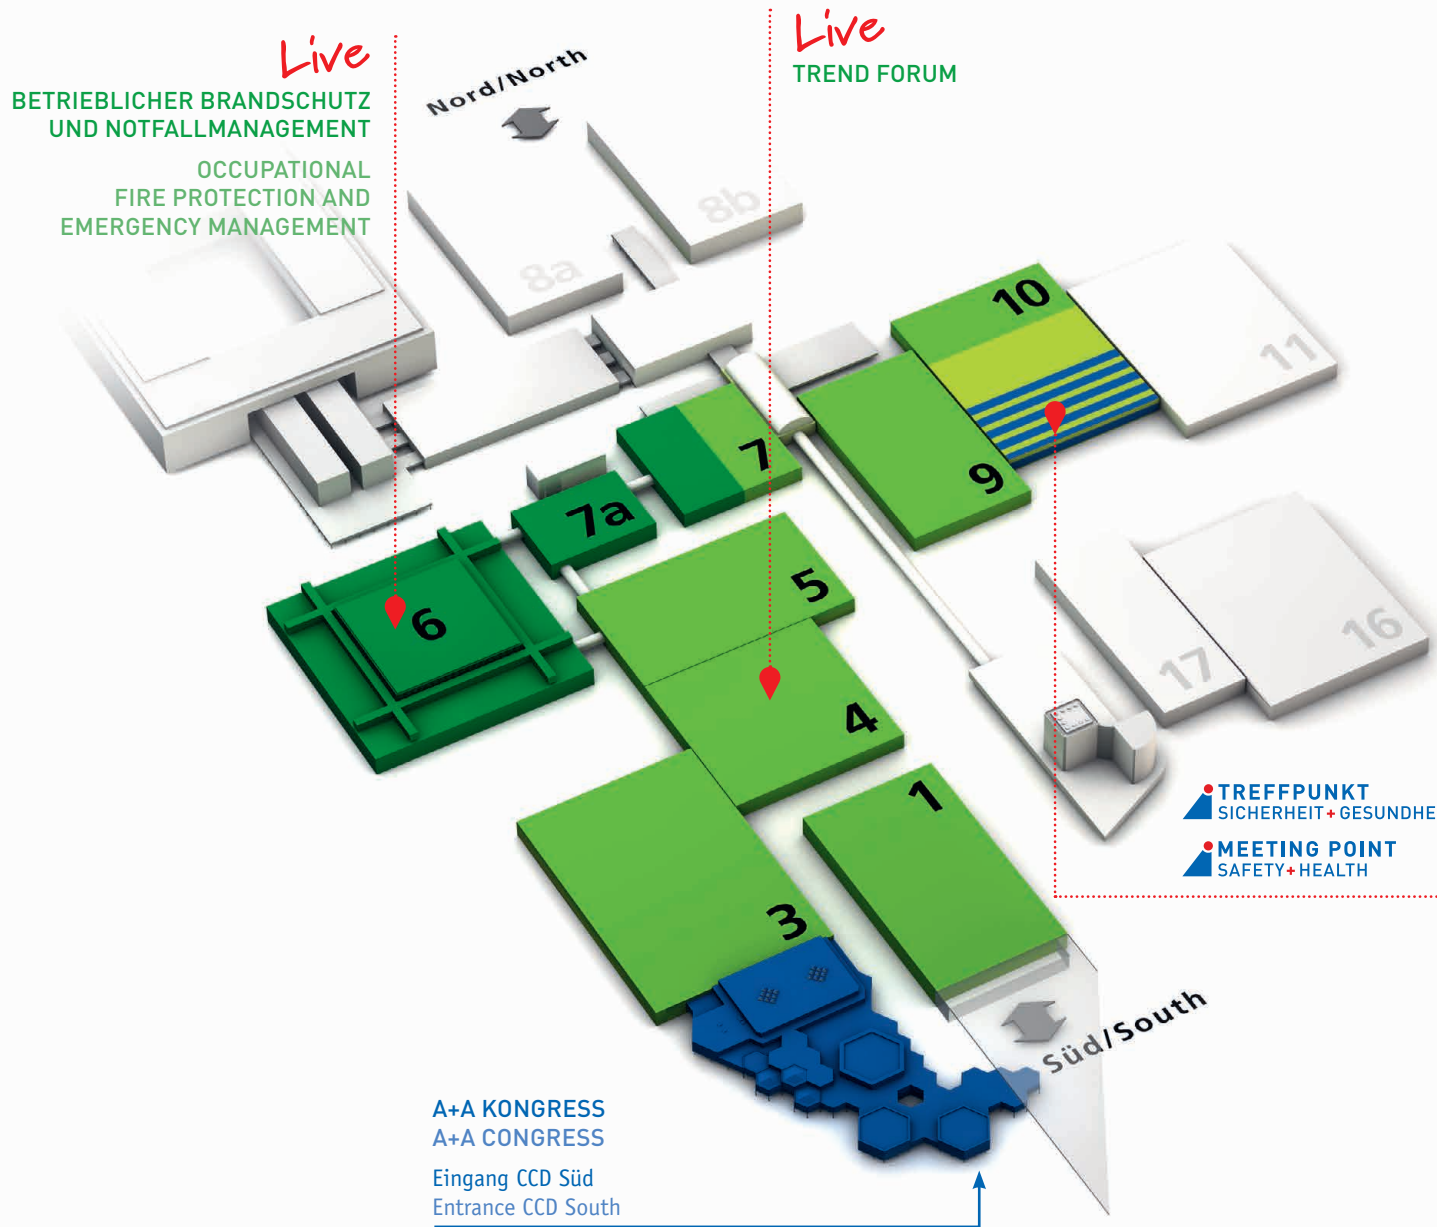 Live
BETRIEBLICHER BRANDSCHUTZ
UND NOTFALLMANAGEMENT
OCCUPATIONAL
FIRE PROTECTION AND
EMERGENCY MANAGEMENT
Live
TREND FORUM
Nord/North
8b
8a
10
11
9
7
7a
6
5
4
16
17
1
3
TREFFPUNKT
SICHERHEIT+GESUNDHE
MEETING POINT
SAFETY+HEALTH
Süd/South
A+A KONGRESS
A+A CONGRESS
Eingang CCD Süd
Entrance CCD South